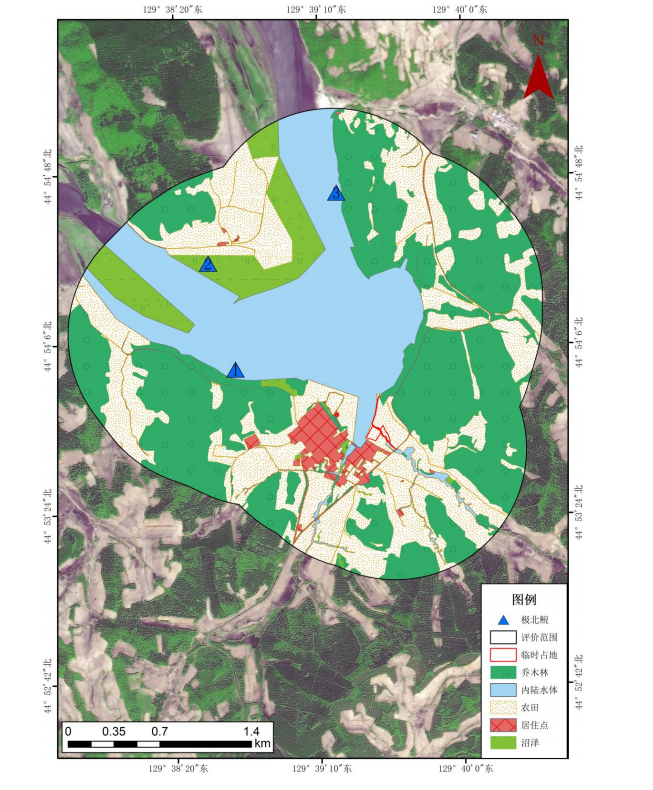 129° 38′20″东
129° 39′10″东
129° 40′0″东
N
44° 54′48″北
44° 54′48″北
3
2
44° 54′6″北
44° 54′6″北
1
44° 53′24″北
44° 53′24″北
图例
极北鲵
评价范围
临时占地
乔木林
内陆水体
农田
居住点
沼泽
44° 52′42″北
44° 52′42″北
0 0.35 0.7 1.4
km
129° 38′20″东
129° 39′10″东
129° 40′0″东